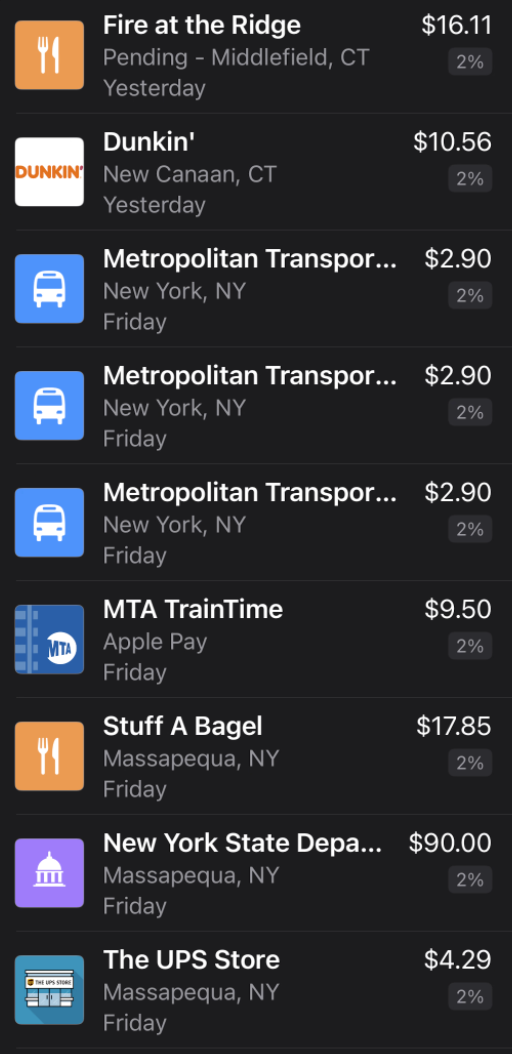 Fire at the Ridge $16.11
Pending - Middlefield, CT 2%
Yesterday
DUNKIN'
Dunkin' $10.56
New Canaan, CT 2%
Yesterday
Metropolitan Transpor... $2.90
New York, NY 2%
Friday
Metropolitan Transpor... $2.90
New York, NY 2%
Friday
Metropolitan Transpor... $2.90
New York, NY 2%
Friday
MTA
MTA TrainTime $9.50
Apple Pay 2%
Friday
Stuff A Bagel $17.85
Massapequa, NY 2%
Friday
New York State Depa... $90.00
Massapequa, NY 2%
Friday
THE UPS STORE
The UPS Store $4.29
Massapequa, NY 2%
Friday